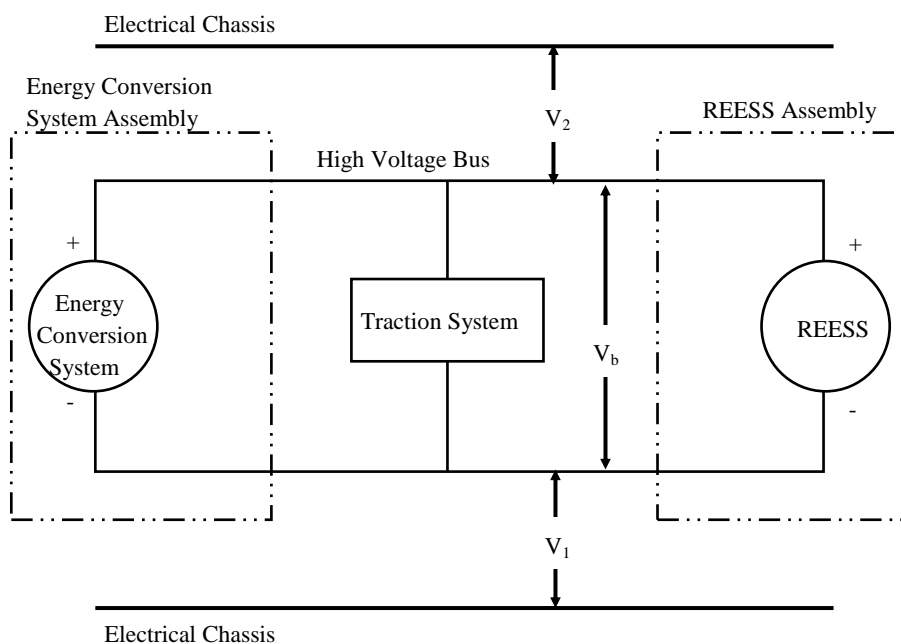 Electrical Chassis
Energy Conversion
System Assembly
V2
REESS Assembly
High Voltage Bus
+
+
Energy
Conversion
System
Traction System
REESS
Vb
-
-
V1
Electrical Chassis